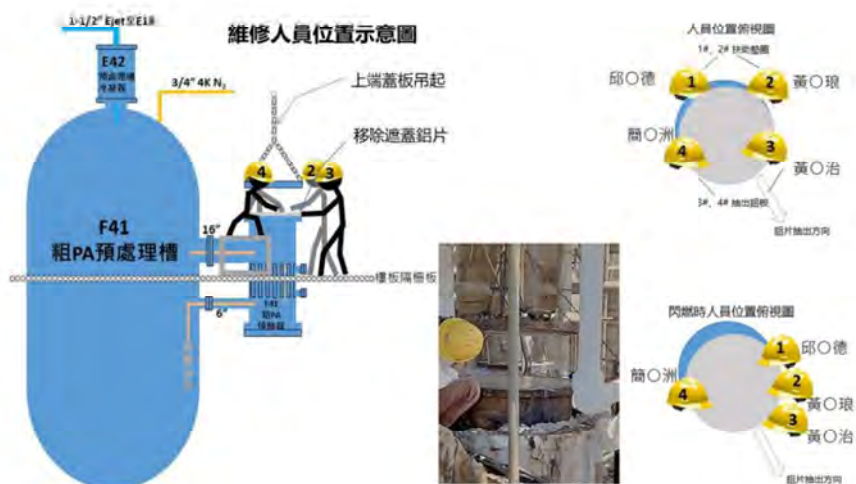 1-1/2" Ejet至E1系
維修人員位置示意圖
E42
預處理槽
冷凝器
3/4" 4K N₂
上端蓋板吊起
移除遮蓋鋁片
4
2
3
F41
粗PA預處理槽
16"
樓板隔柵板
6"
粗PA
人員位置俯視圖
1#、2# 扶助墊圈
邱〇德
1
2
黃〇琅
簡〇洲
4
3
黃〇治
3#、4# 抽出鋁板
鋁片抽出方向
閃燃時人員位置俯視圖
1
邱〇德
簡〇洲
4
2
黃〇琅
3
黃〇治
鋁片抽出方向